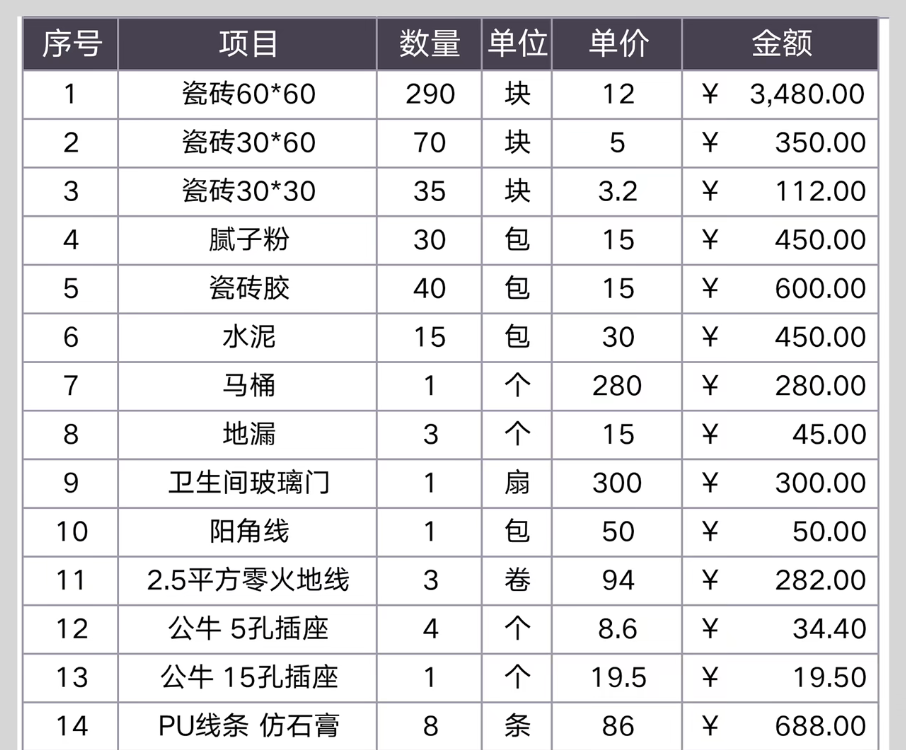 序号 项目 数量 单位 单价 金额
1 瓷砖60*60 290 块 12 ¥ 3,480.00
2 瓷砖30*60 70 块 5 ¥ 350.00
3 瓷砖30*30 35 块 3.2 ¥ 112.00
4 腻子粉 30 包 15 ¥ 450.00
5 瓷砖胶 40 包 15 ¥ 600.00
6 水泥 15 包 30 ¥ 450.00
7 马桶 1 个 280 ¥ 280.00
8 地漏 3 个 15 ¥ 45.00
9 卫生间玻璃门 1 扇 300 ¥ 300.00
10 阳角线 1 包 50 ¥ 50.00
11 2.5平方零火地线 3 卷 94 ¥ 282.00
12 公牛 5孔插座 4 个 8.6 ¥ 34.40
13 公牛 15孔插座 1 个 19.5 ¥ 19.50
14 PU线条 仿石膏 8 条 86 ¥ 688.00